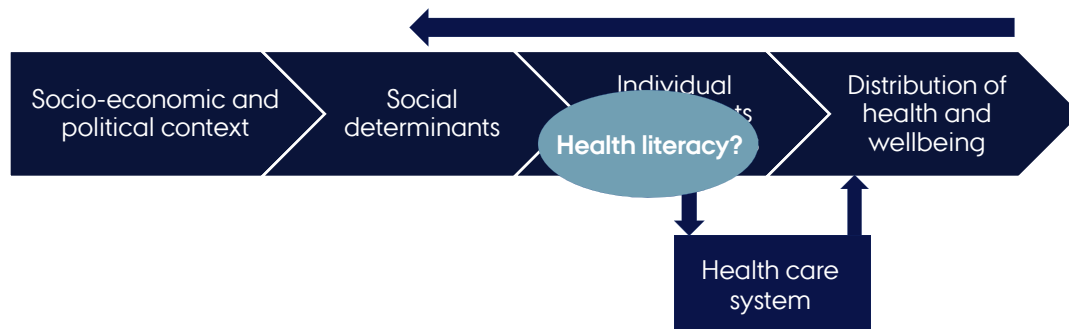 Socio-economic and
political context
Social
determinants
Individual
Health literacy?
Distribution of
health and
wellbeing
Health care
system